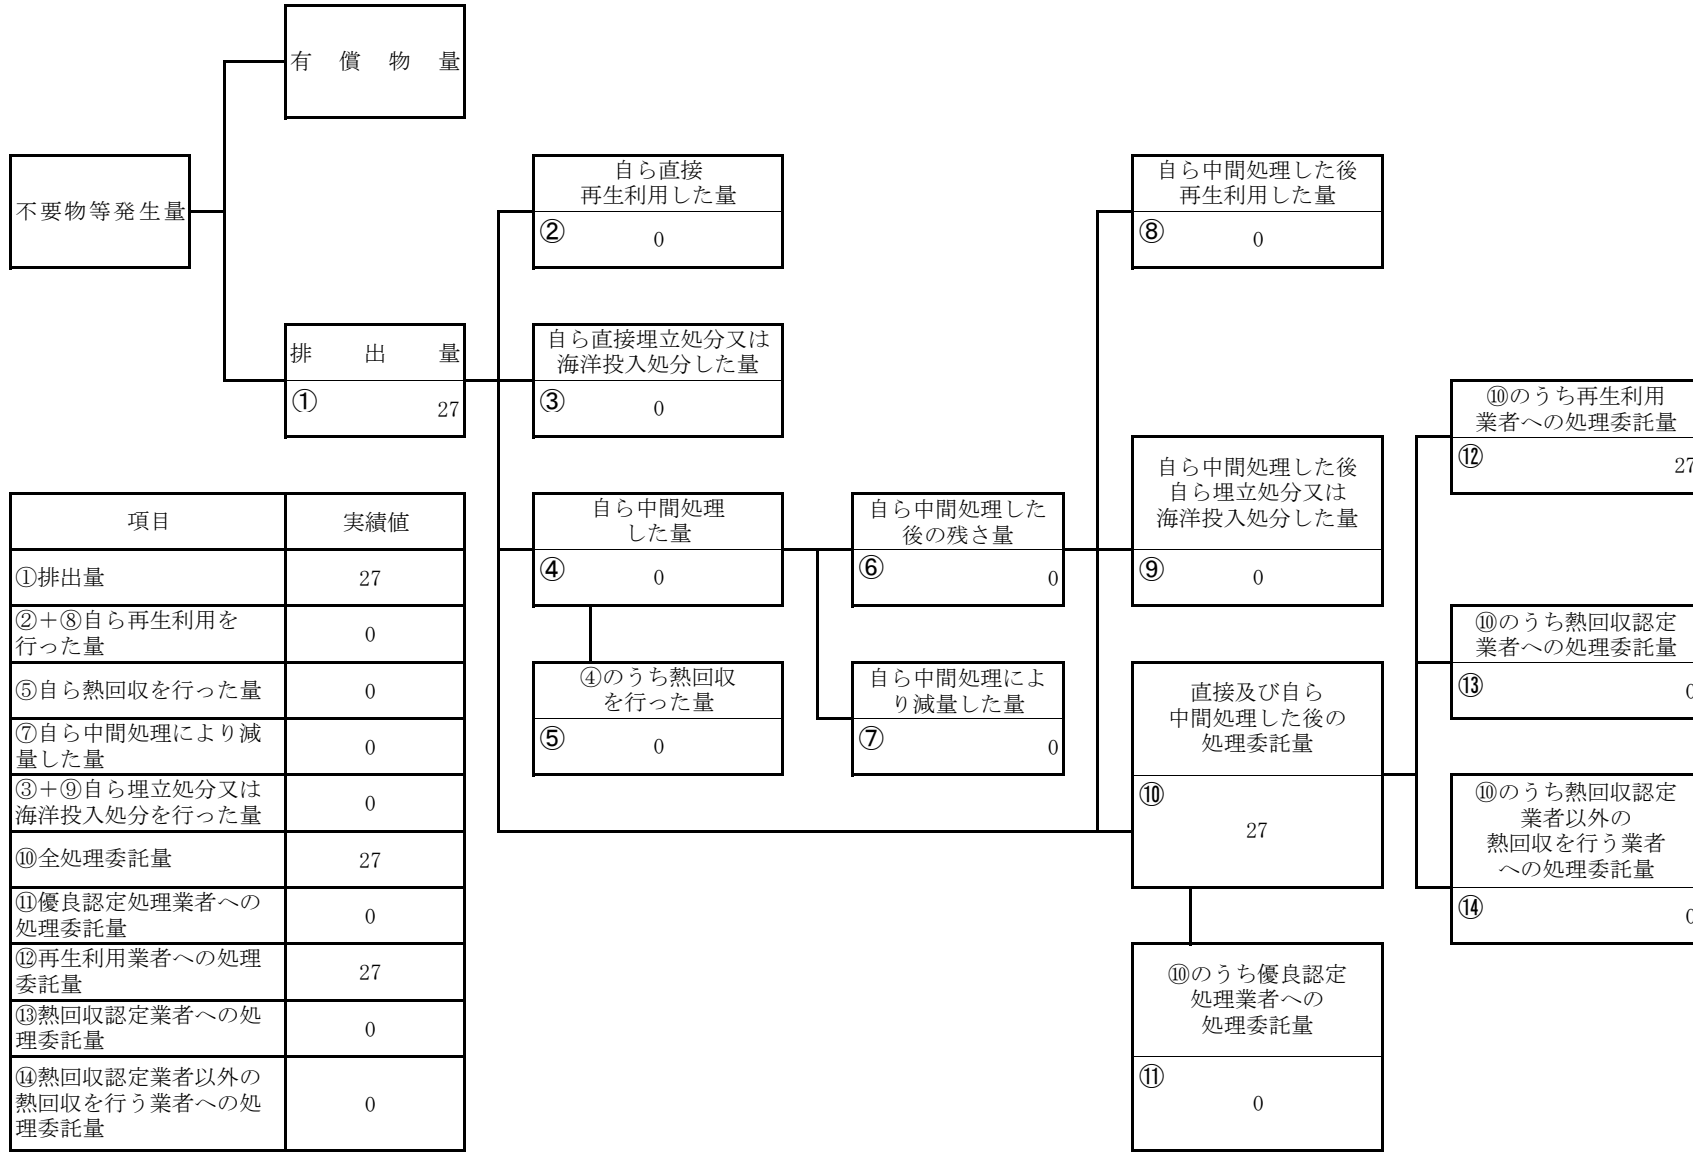 有償物量
不要物等発生量
排出量
①
27
自ら直接
再生利用した量
②
0
自ら直接埋立処分又は
海洋投入処分した量
③
0
自ら中間処理
した量
④
0
④のうち熱回収
を行った量
⑤
0
自ら中間処理した
後の残さ量
⑥
0
自ら中間処理によ
り減量した量
⑦
0
自ら中間処理した後
再生利用した量
⑧
0
自ら中間処理した後
自ら埋立処分又は
海洋投入処分した量
⑨
0
直接及び自ら
中間処理した後の
処理委託量
⑩
27
⑩のうち優良認定
処理業者への
処理委託量
⑪
0
⑩のうち再生利用
業者への処理委託量
⑫
27
⑩のうち熱回収認定
業者への処理委託量
⑬
0
⑩のうち熱回収認定
業者以外の
熱回収を行う業者
への処理委託量
⑭
0
項目 実績値
①排出量 27
②+⑧自ら再生利用を
行った量 0
⑤自ら熱回収を行った量 0
⑦自ら中間処理により減
量した量 0
③+⑨自ら埋立処分又は
海洋投入処分を行った量 0
⑩全処理委託量 27
⑪優良認定処理業者への
処理委託量 0
⑫再生利用業者への処理
委託量 27
⑬熱回収認定業者への処
理委託量 0
⑭熱回収認定業者以外の
熱回収を行う業者への処
理委託量 0